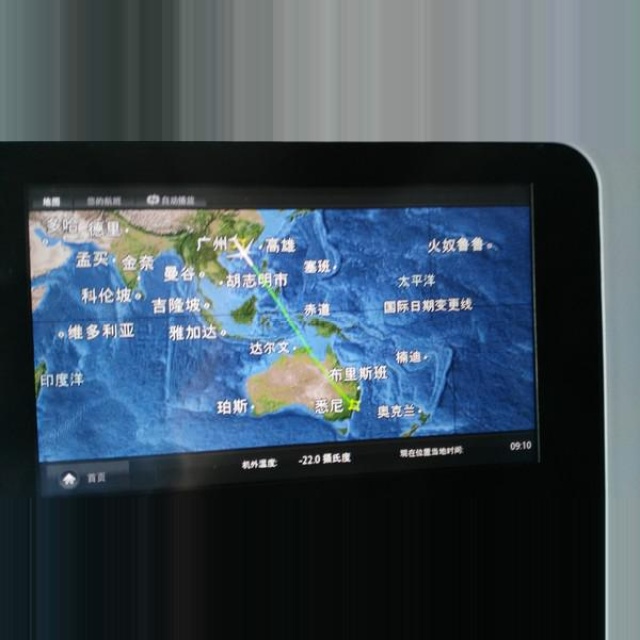 地图
您的航班
自动播放
多哈 德里
广州
高雄
火奴鲁鲁
孟买
金奈
曼谷
塞班
胡志明市
太平洋
科伦坡
吉隆坡
赤道
国际日期变更线
维多利亚
雅加达
达尔文
楠迪
印度洋
布里斯班
珀斯
悉尼
奥克兰
首页
机外温度:
-22.0 摄氏度
现在位置当地时间:
09:10